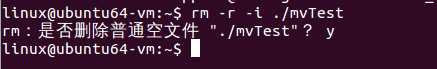 linux@ubuntu64-vm:~$ rm -r -i ./mvTest
rm：是否删除普通空文件 "./mvTest"？ y
linux@ubuntu64-vm:~$